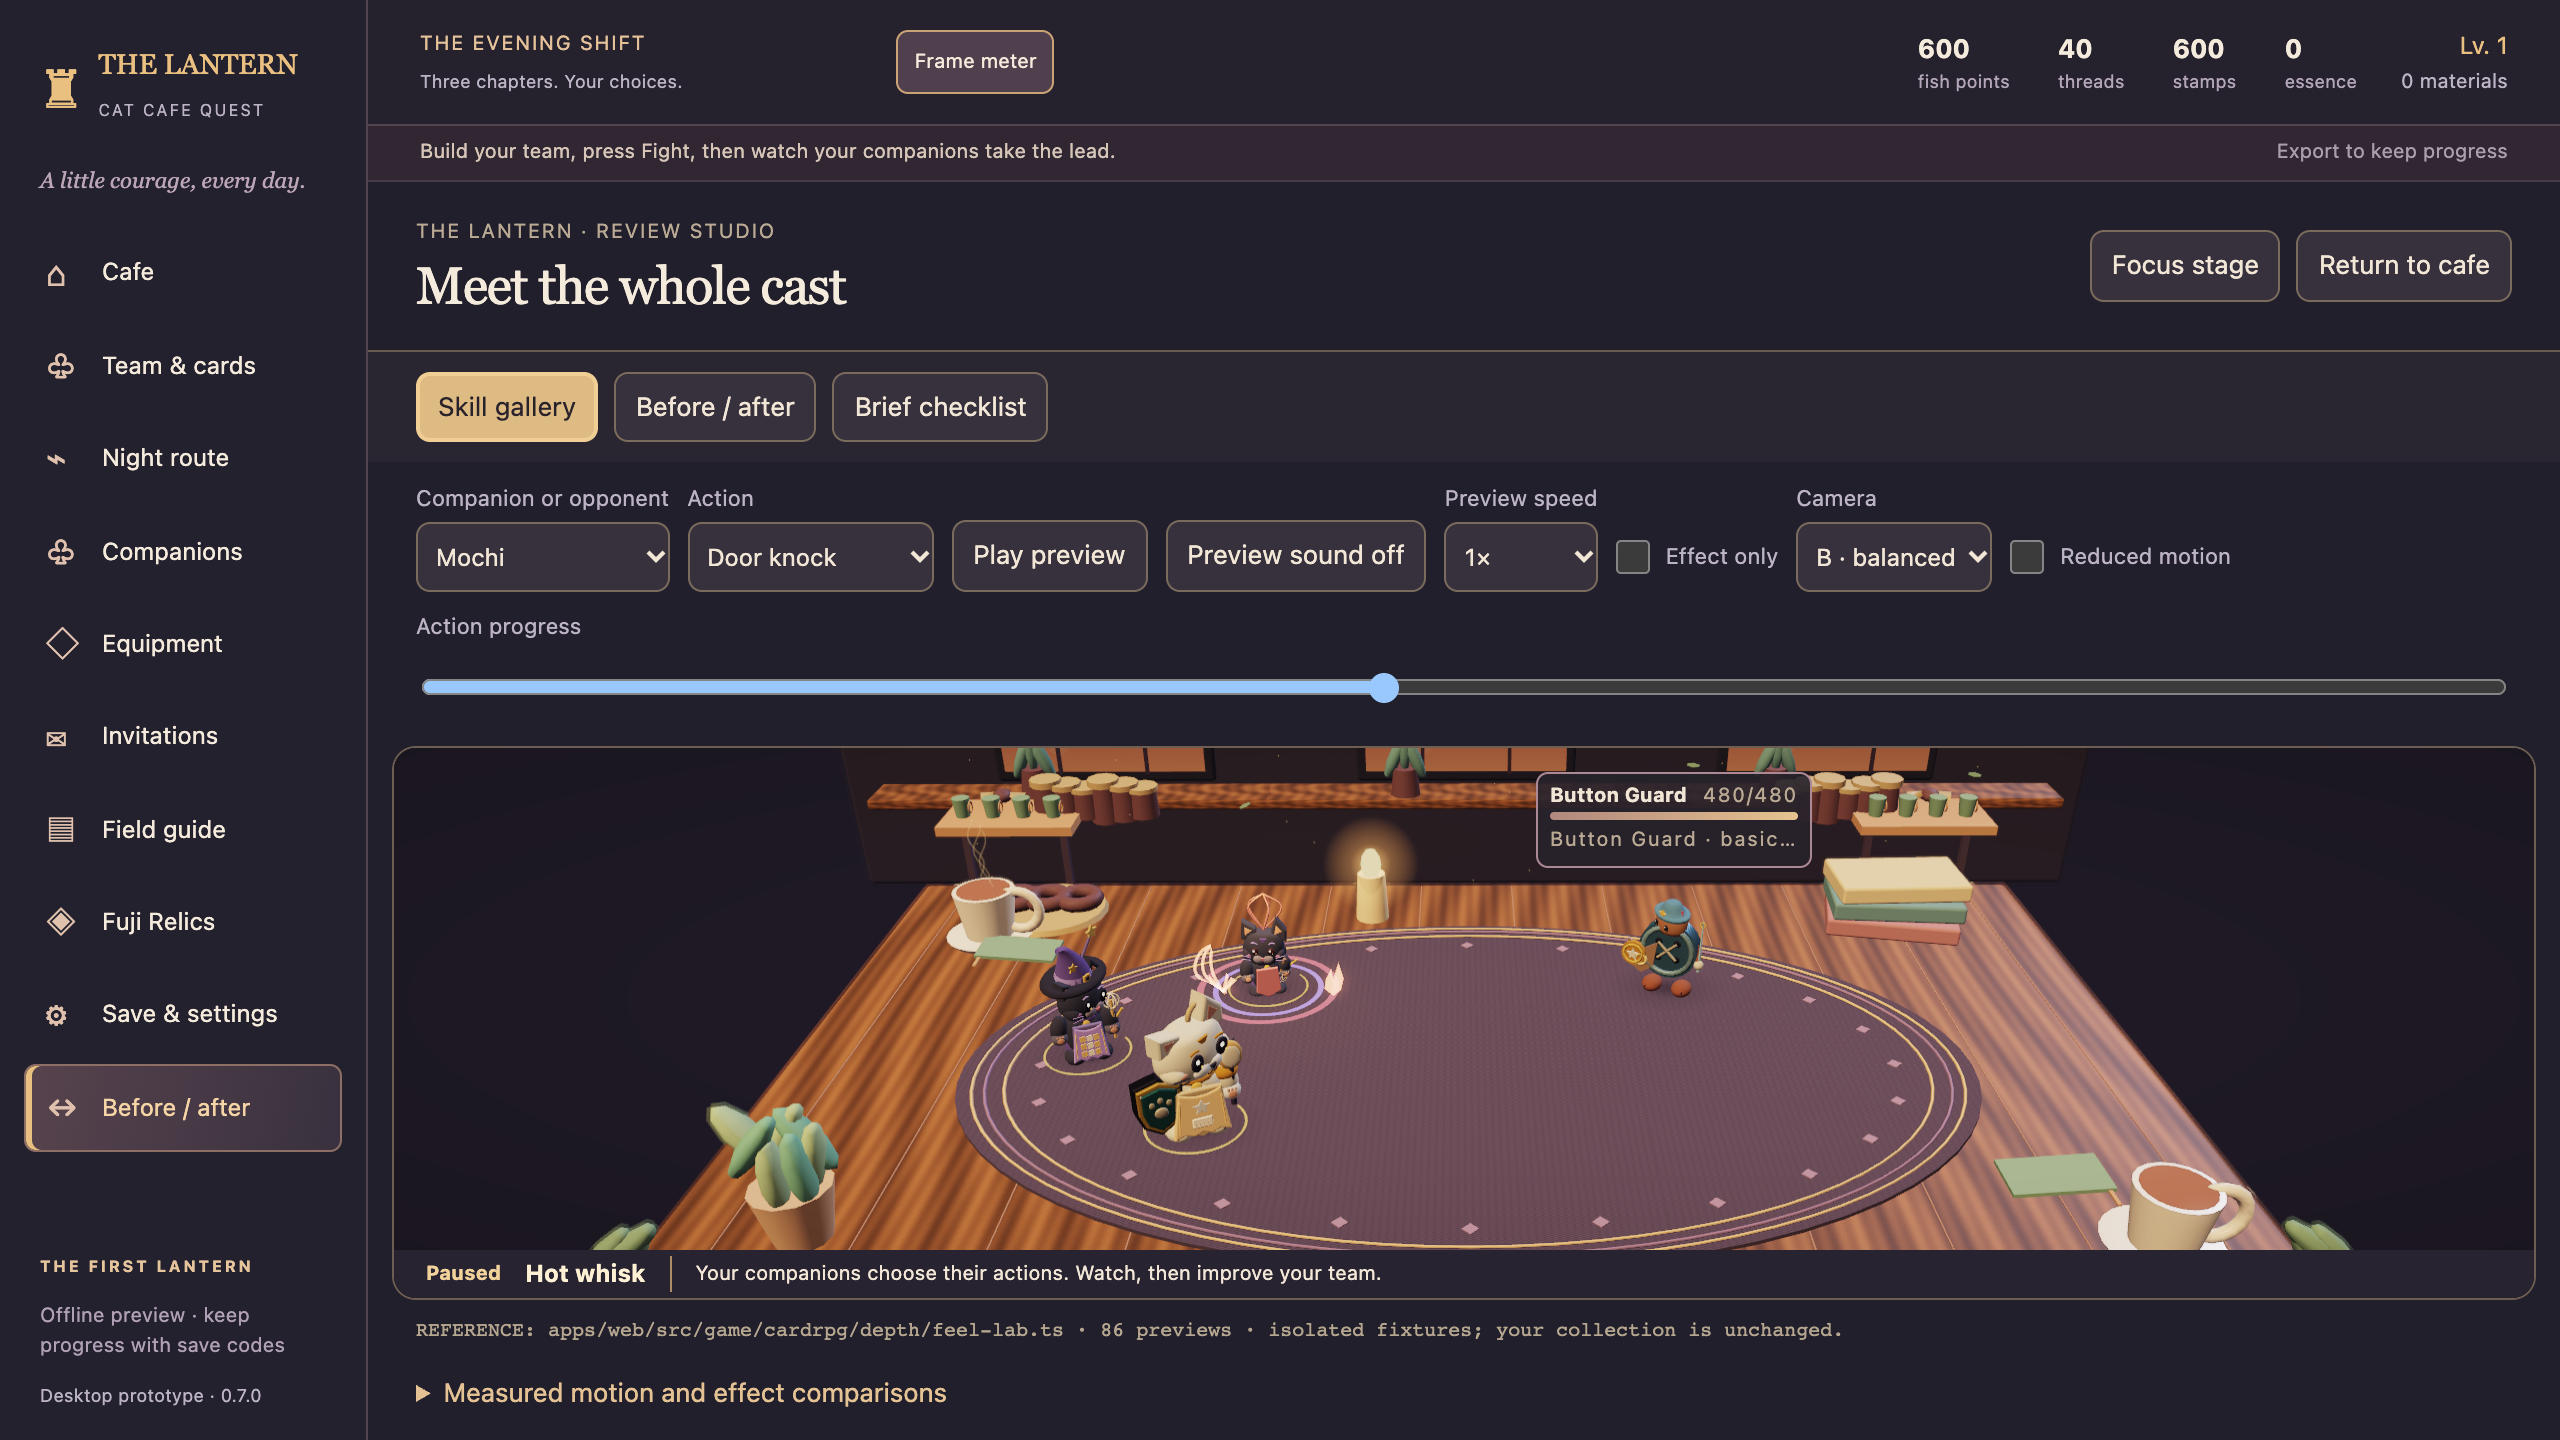 THE LANTERN
CAT CAFE QUEST
A little courage, every day.
Cafe
Team & cards
Night route
Companions
Equipment
Invitations
Field guide
Fuji Relics
Save & settings
Before / after
THE FIRST LANTERN
Offline preview · keep
progress with save codes
Desktop prototype · 0.7.0
THE EVENING SHIFT
Three chapters. Your choices.
Frame meter
600 fish points
40 threads
600 stamps
0 essence
Lv. 1
0 materials
Build your team, press Fight, then watch your companions take the lead.
Export to keep progress
THE LANTERN · REVIEW STUDIO
Meet the whole cast
Focus stage
Return to cafe
Skill gallery
Before / after
Brief checklist
Companion or opponent
Mochi
Action
Door knock
Play preview
Preview sound off
Preview speed
1×
Effect only
Camera
B · balanced
Reduced motion
Action progress
Button Guard 480/480
Button Guard · basic...
Paused Hot whisk Your companions choose their actions. Watch, then improve your team.
REFERENCE: apps/web/src/game/cardrpg/depth/feel-lab.ts · 86 previews · isolated fixtures; your collection is unchanged.
Measured motion and effect comparisons